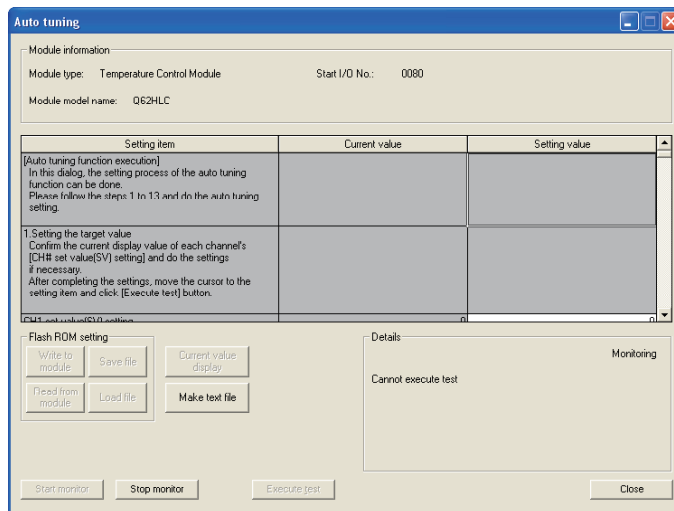 Auto tuning
Module information
Module type: Temperature Control Module Start I/O No.: 0080
Module model name: Q62HLC
Setting item Current value Setting value
[Auto tuning function execution]
In this dialog, the setting process of the auto tuning
function can be done.
Please follow the steps 1 to 13 and do the auto tuning
setting.
1.Setting the target value
Confirm the current display value of each channel's
[CH# set value(SV) setting] and do the settings
if necessary.
After completing the settings, move the cursor to the
setting item and click [Execute test] button.
CH1 set value(SV) setting 0 0
Flash ROM setting
Write to
module
Save file
Current value
display
Read from
module
Load file
Make text file
Details
Monitoring
Cannot execute test
Start monitor
Stop monitor
Execute test
Close